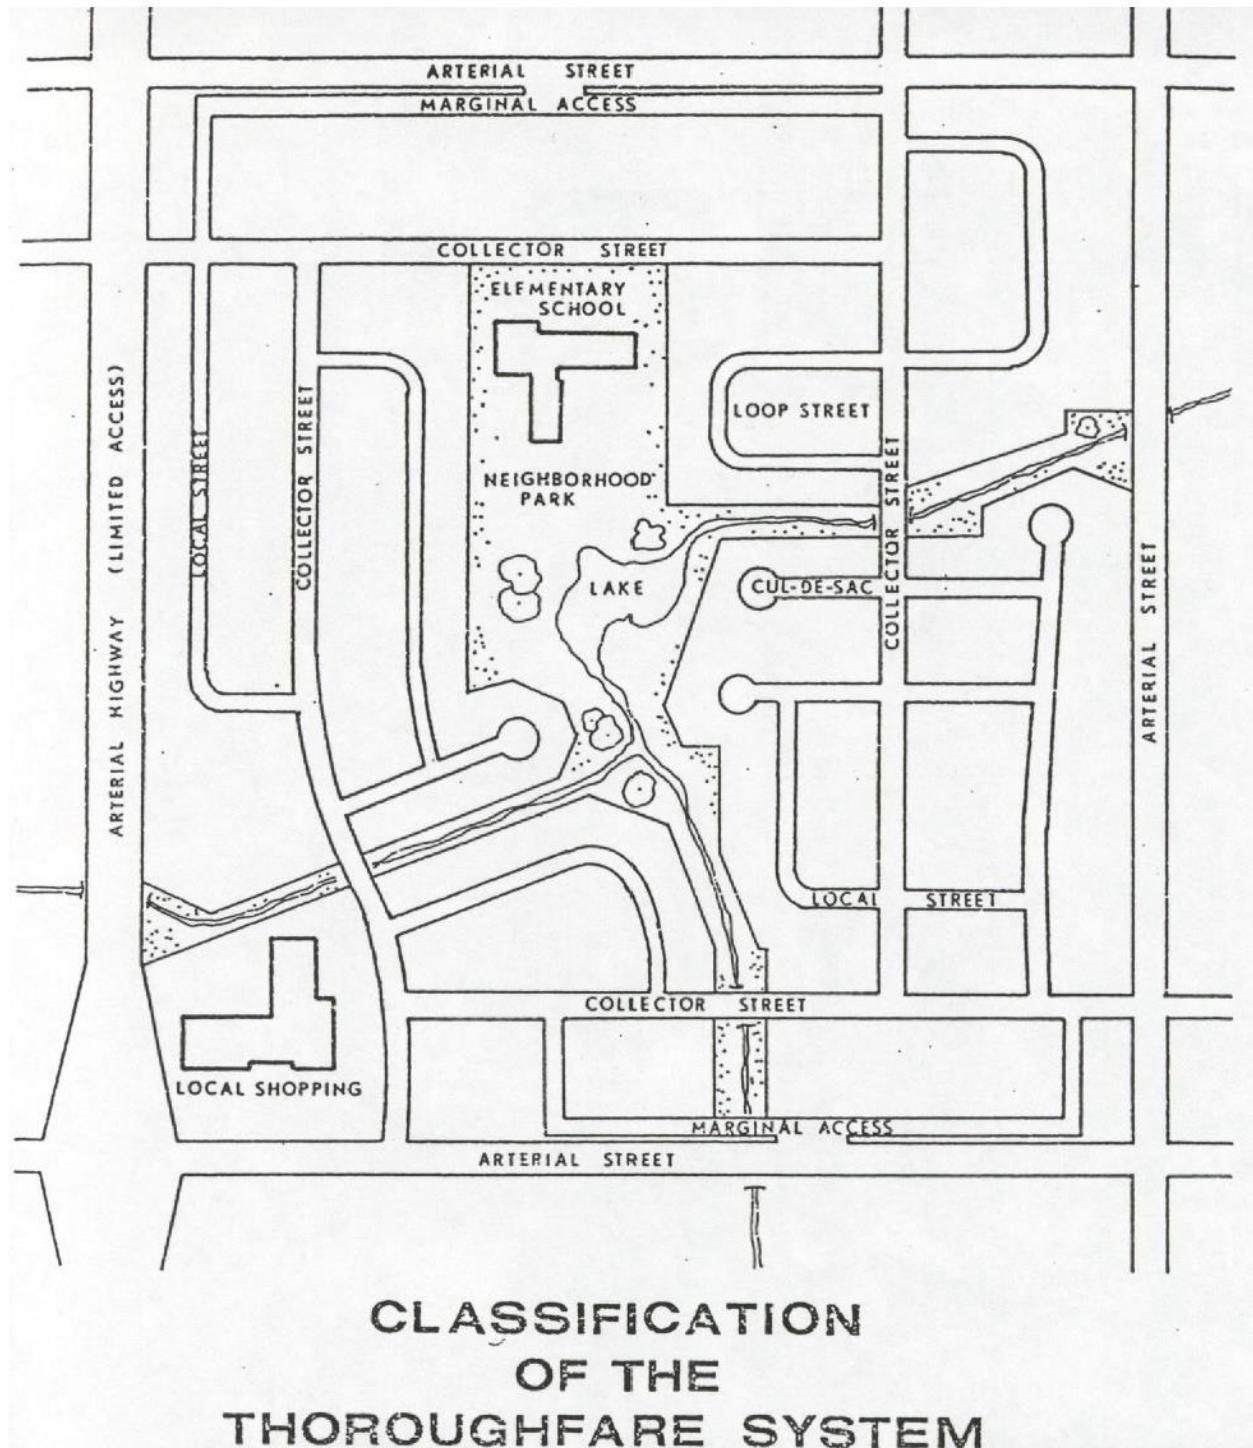 ARTERIAL STREET
MARGINAL ACCESS
COLLECTOR STREET
ELEMENTARY
SCHOOL
ARTERIAL HIGHWAY (LIMITED ACCESS)
LOCAL STREET
COLLECTOR STREET
LOOP STREET
NEIGHBORHOOD
PARK
COLLECTOR STREET
LAKE
CUL-DE-SAC
ARTERIAL STREET
LOCAL STREET
COLLECTOR STREET
LOCAL SHOPPING
MARGINAL ACCESS
ARTERIAL STREET
CLASSIFICATION
OF THE
THOROUGHFARE SYSTEM